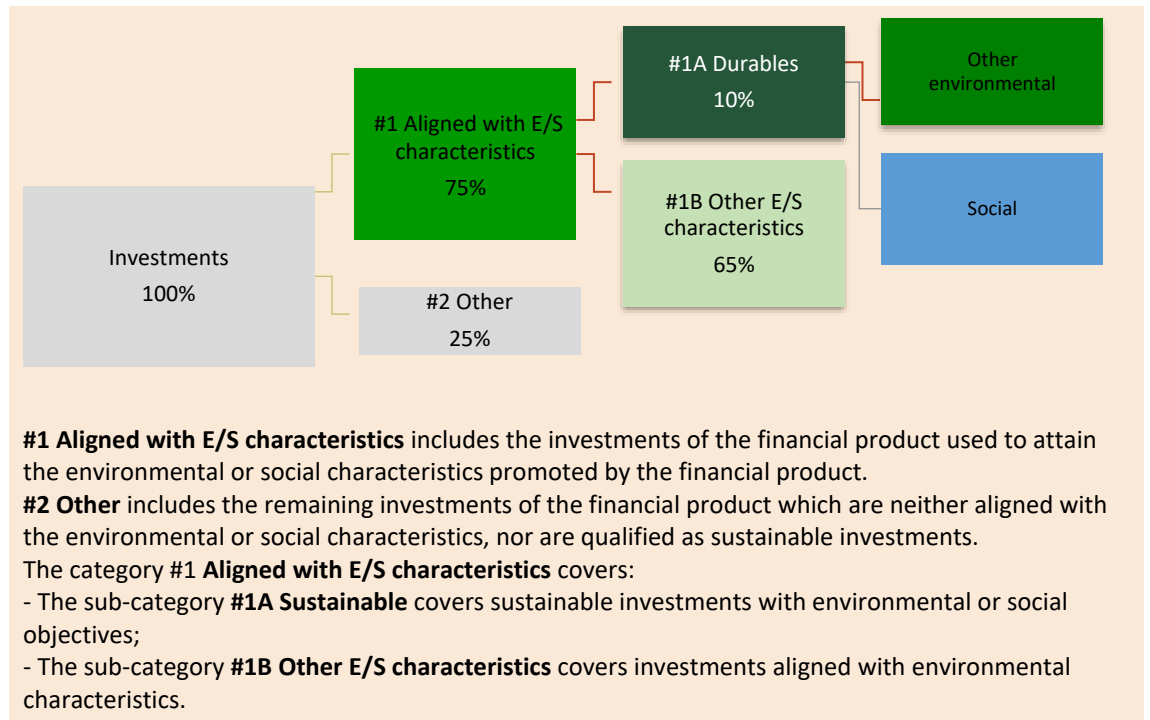 Investments
100%
#1 Aligned with E/S
characteristics
75%
#2 Other
25%
#1A Durables
10%
#1B Other E/S
characteristics
65%
Other
environmental
Social
#1 Aligned with E/S characteristics includes the investments of the financial product used to attain
the environmental or social characteristics promoted by the financial product.
#2 Other includes the remaining investments of the financial product which are neither aligned with
the environmental or social characteristics, nor are qualified as sustainable investments.
The category #1 Aligned with E/S characteristics covers:
- The sub-category #1A Sustainable covers sustainable investments with environmental or social
objectives;
- The sub-category #1B Other E/S characteristics covers investments aligned with environmental
characteristics.